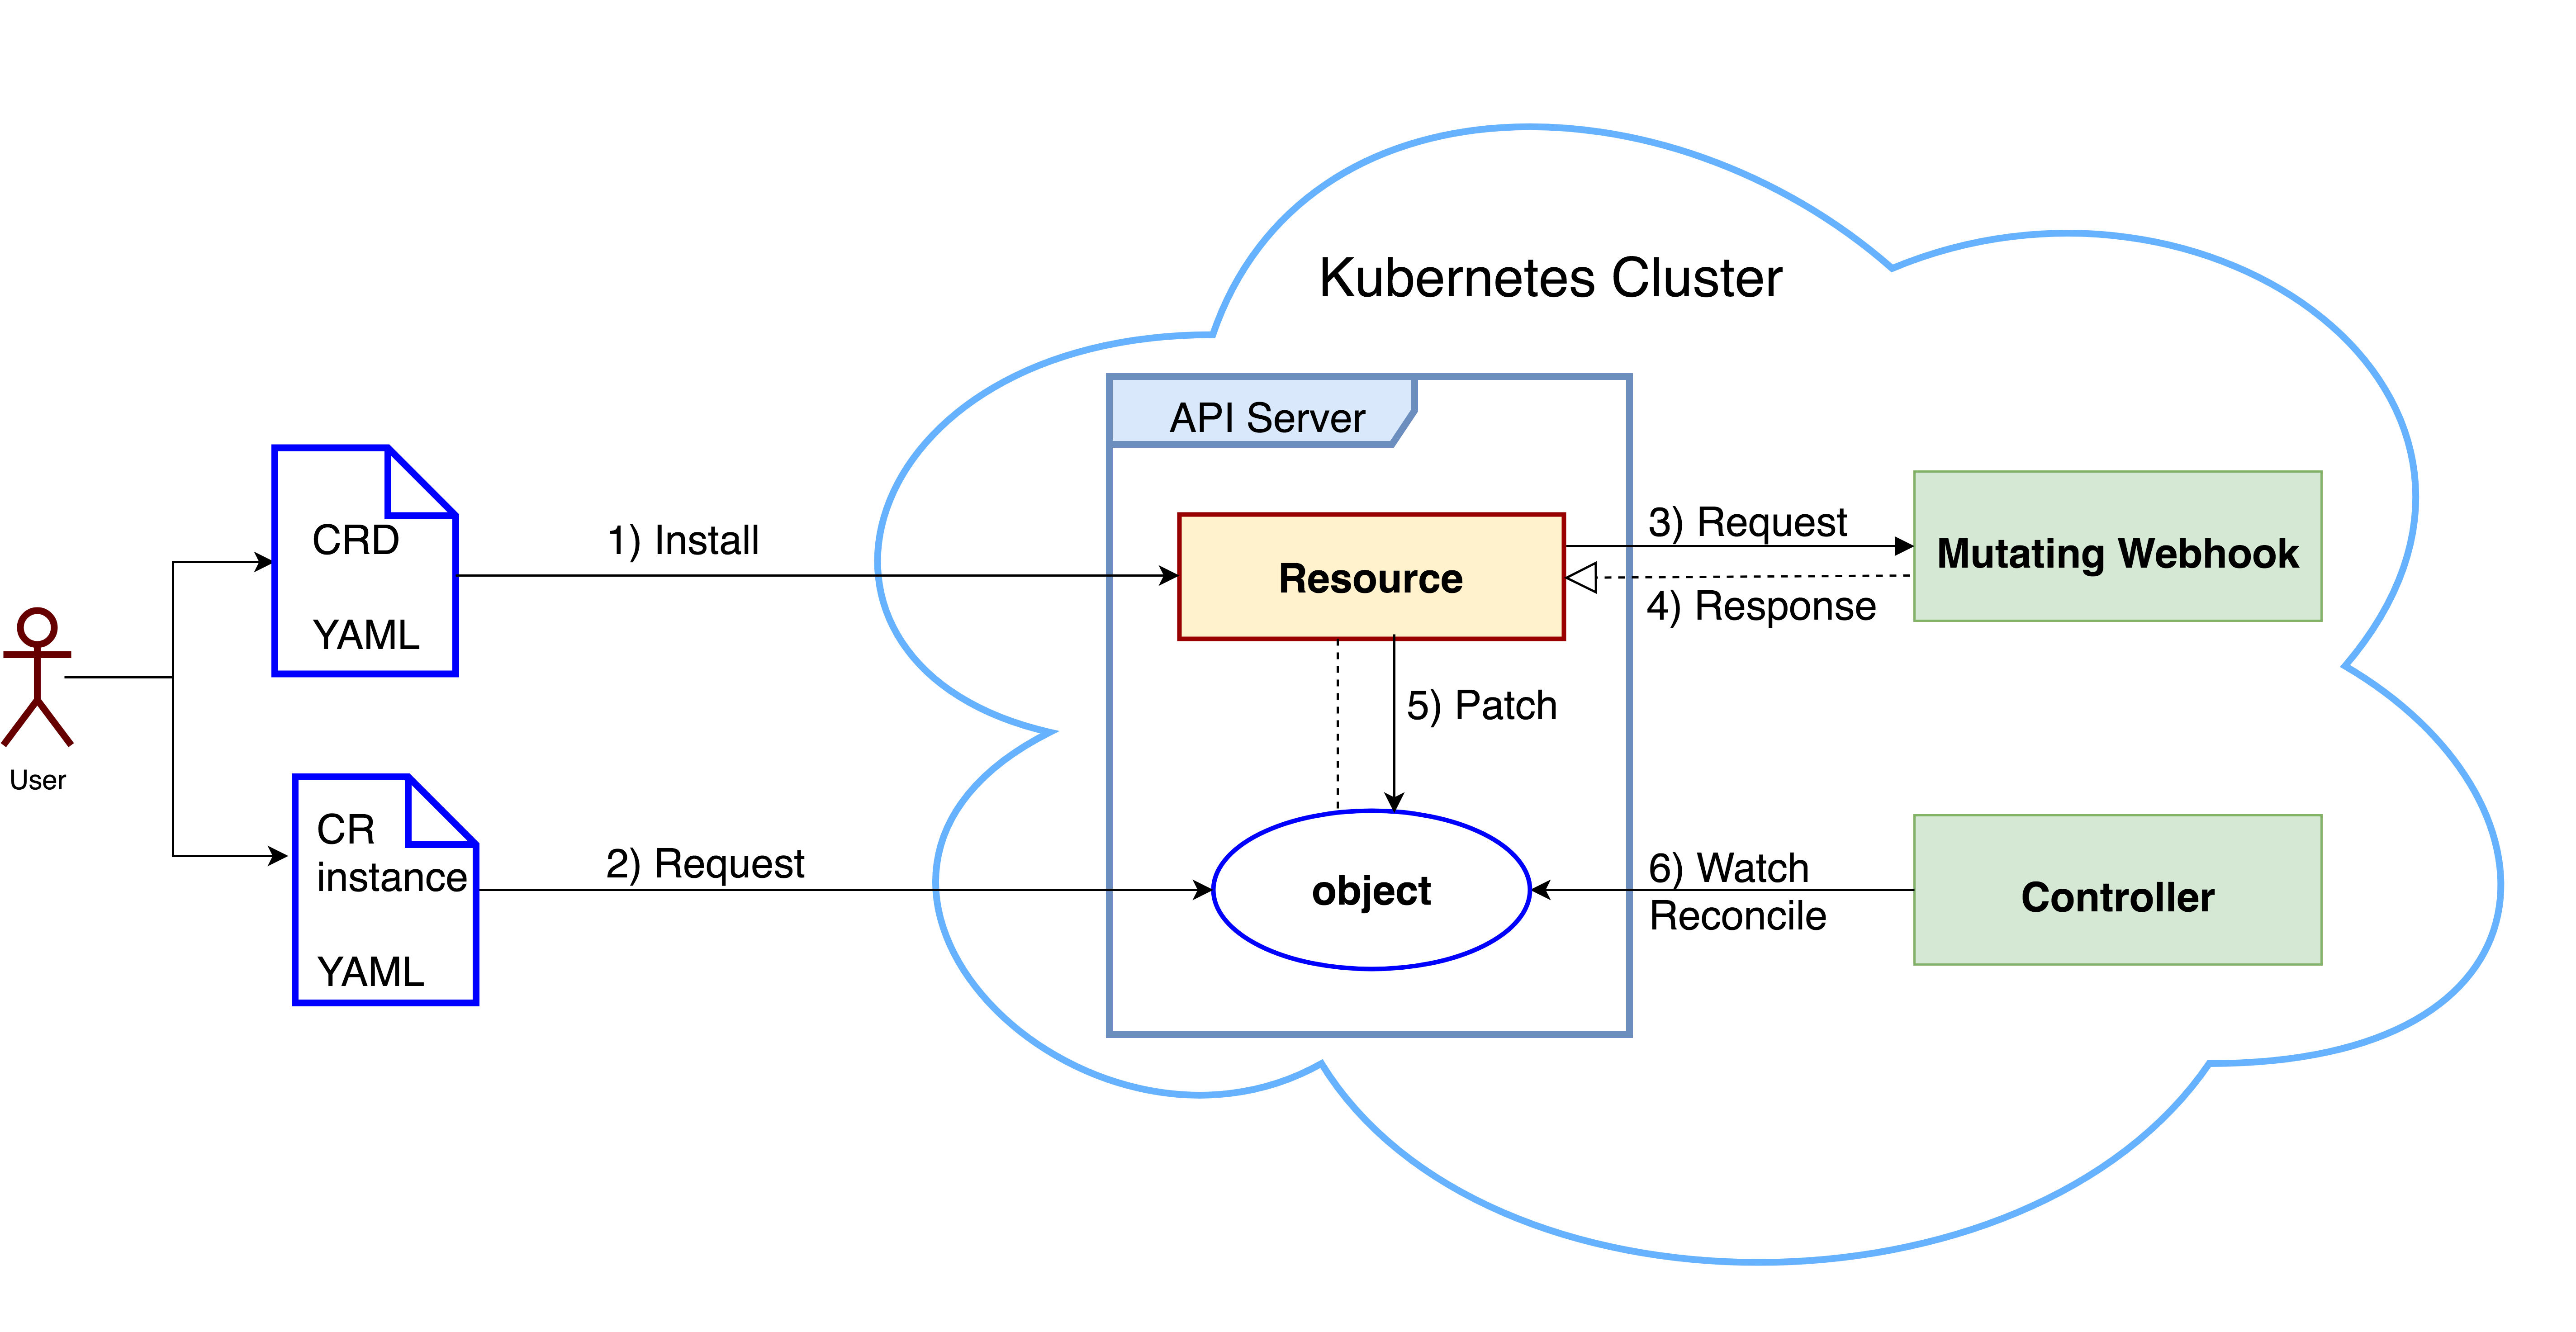 Kubernetes Cluster
API Server
CRD
YAML
1) Install
Resource
3) Request
4) Response
Mutating Webhook
User
5) Patch
CR
instance
YAML
2) Request
object
6) Watch
Reconcile
Controller